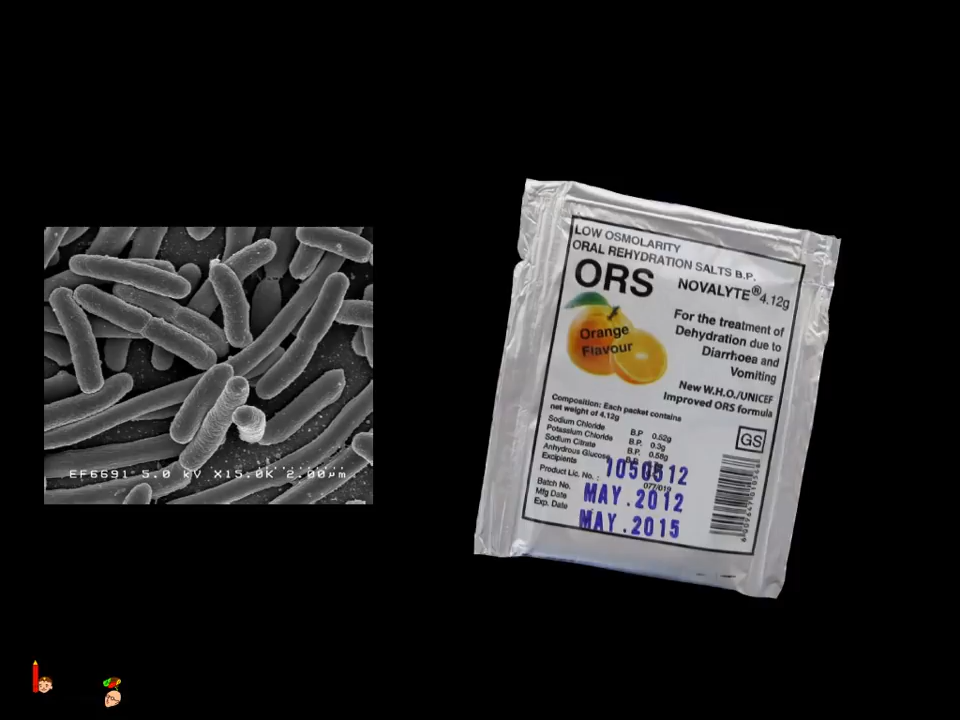 EF6691 5.0 kV X15.0K 2.00µm
LOW OSMOLARITY
ORAL REHYDRATION SALTS B.P.
ORS
NOVALYTE® 4.12g
Orange
Flavour
For the treatment of
Dehydration due to
Diarrhoea and
Vomiting
New W.H.O./UNICEF
Improved ORS formula
Composition: Each packet contains
net weight of 4.12g
Sodium Chloride B.P 0.52g
Potassium Chloride B.P. 0.3g
Sodium Citrate B.P. 0.58g
Anhydrous Glucose B.P.
Excipients
GS
Product Lic. No. :
Batch No. 1050512
Mfg Date MAY.2012
Exp. Date MAY.2015